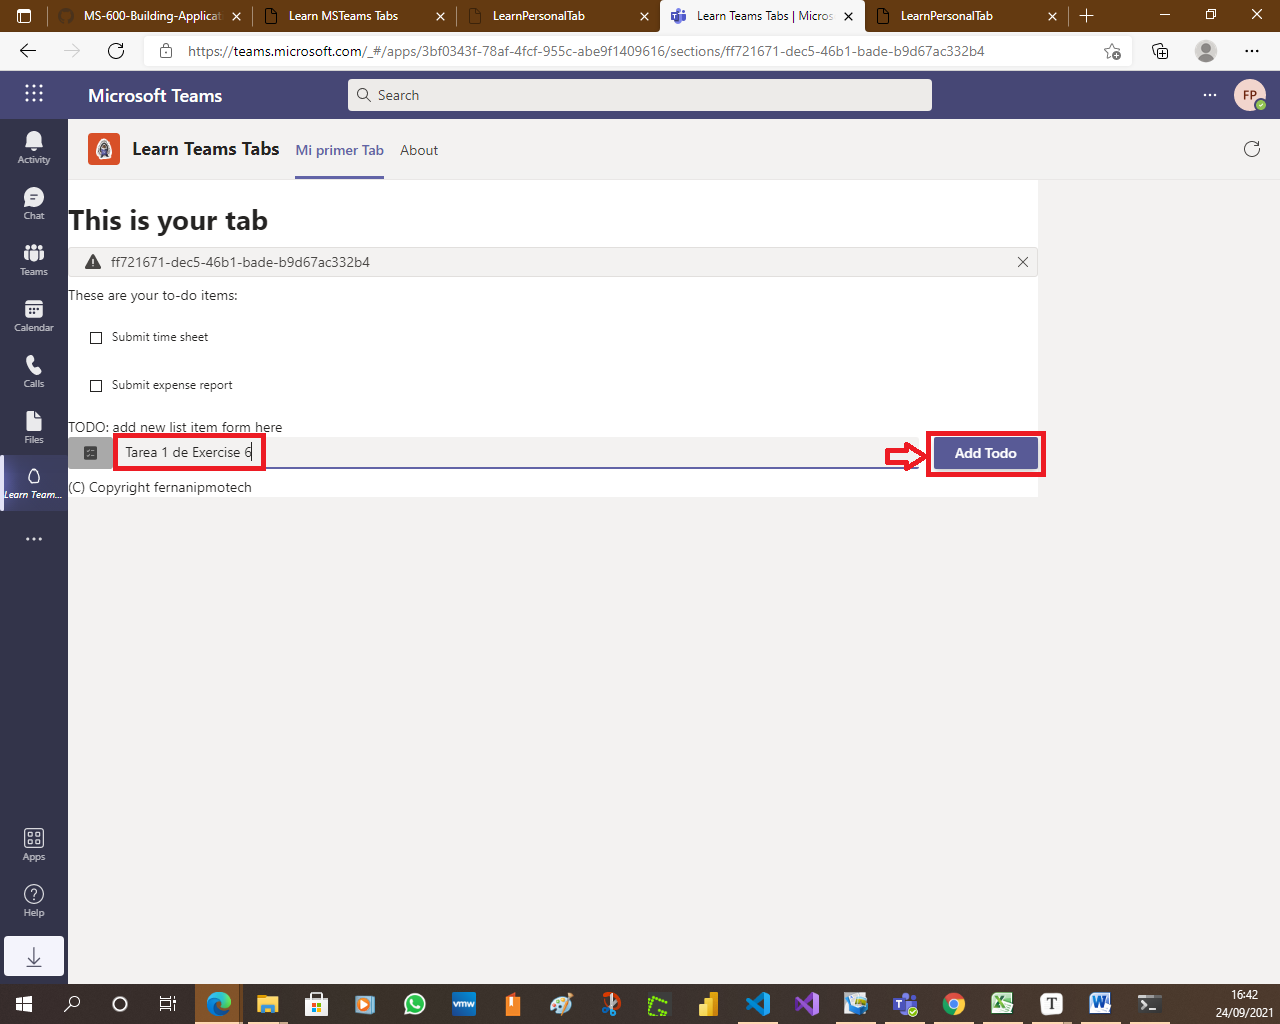 MS-600-Building-Applicat
Learn MSTeams Tabs
LearnPersonalTab
Learn Teams Tabs | Micros
LearnPersonalTab
https://teams.microsoft.com/_#/apps/3bf0343f-78af-4fcf-955c-abe9f1409616/sections/ff721671-dec5-46b1-bade-b9d67ac332b4
Microsoft Teams
Search
FP
Activity
Chat
Teams
Calendar
Calls
Files
Learn Team...
Apps
Help
Learn Teams Tabs
Mi primer Tab
About
This is your tab
ff721671-dec5-46b1-bade-b9d67ac332b4
These are your to-do items:
Submit time sheet
Submit expense report
TODO: add new list item form here
Tarea 1 de Exercise 6
Add Todo
(C) Copyright fernanipmotech
vmw
16:42
24/09/2021